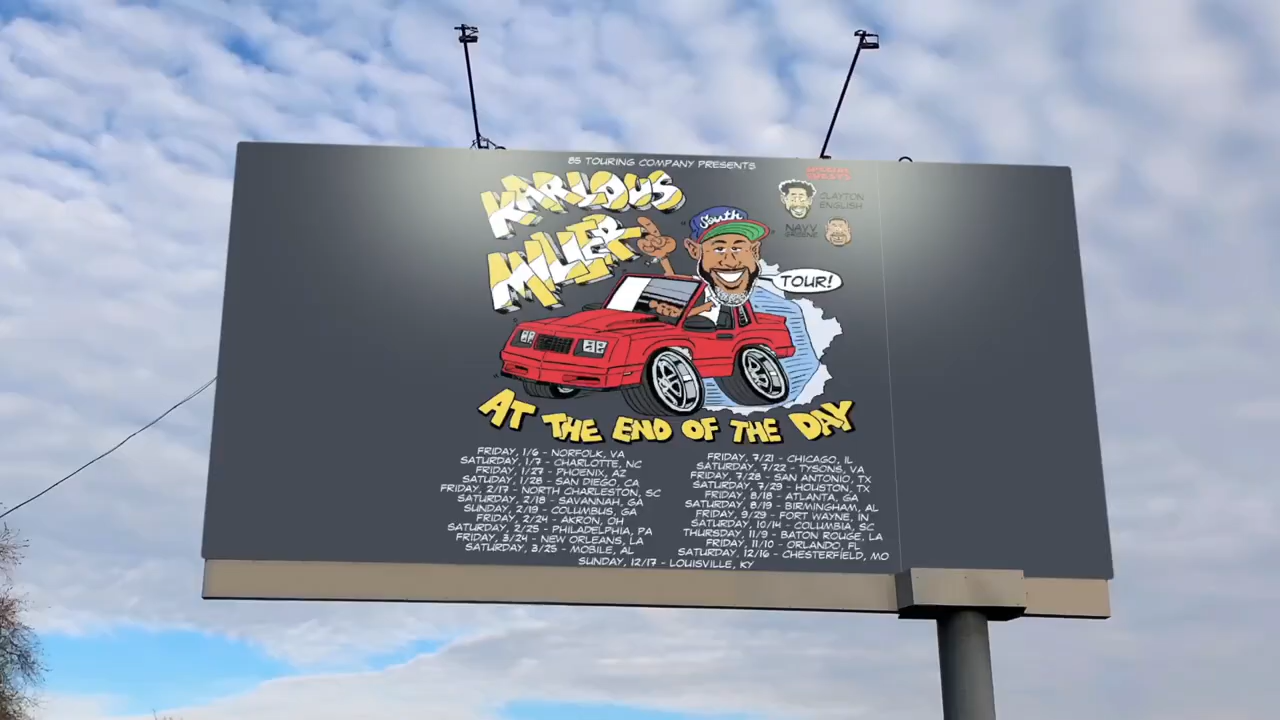 85 TOURING COMPANY PRESENTS
KARLOUS
MILLER
SPECIAL
GUESTS
CLAYTON
ENGLISH
NAVV
GREENE
South
TOUR!
AT THE END OF THE DAY
FRIDAY, 1/6 - NORFOLK, VA
SATURDAY, 1/7 - CHARLOTTE, NC
FRIDAY, 1/27 - PHOENIX, AZ
SATUDAY, 1/28 - SAN DIEGO, CA
FRIDAY, 2/17 - NORTH CHARLESTON, SC
SATURDAY, 2/18 - SAVANNAH, GA
SUNDAY, 2/19 - COLUMBUS, GA
FRIDAY, 2/24 - AKRON, OH
SATURDAY, 2/25 - PHILADELPHIA, PA
FRIDAY, 3/24 - NEW ORLEANS, LA
SATURDAY, 3/25 - MOBILE, AL
FRIDAY, 7/21 - CHICAGO, IL
SATURDAY, 7/22 - TYSONS, VA
FRIDAY, 7/28 - SAN ANTONIO, TX
SATURDAY, 7/29 - HOUSTON, TX
FRIDAY, 8/18 - ATLANTA, GA
SATURDAY, 8/19 - BIRMINGHAM, AL
FRIDAY, 9/29 - FORT WAYNE, IN
SATURDAY, 10/14 - COLUMBIA, SC
THURSDAY, 11/9 - BATON ROUGE, LA
FRIDAY, 11/10 - ORLANDO, FL
SATURDAY, 12/16 - CHESTERFIELD, MO
SUNDAY, 12/17 - LOUISVILLE, KY